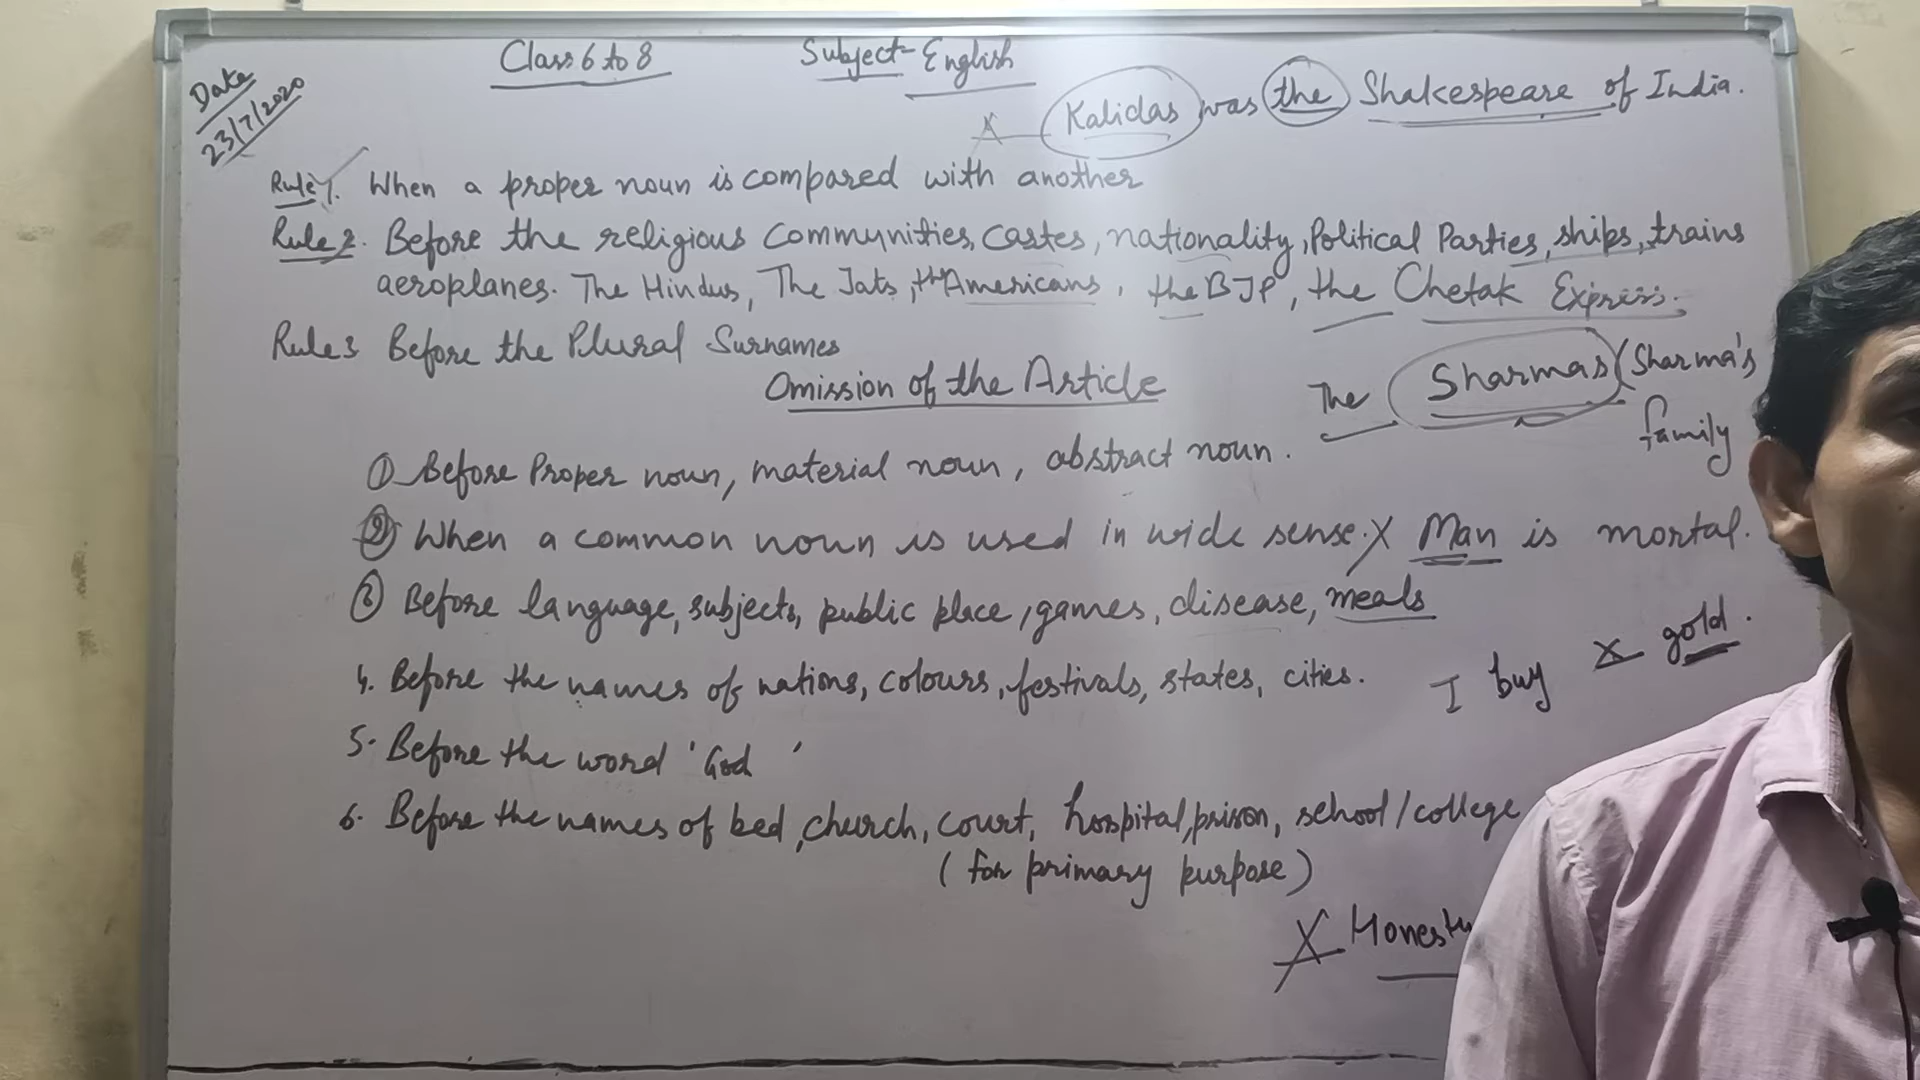 Date
23/7/2020
Class 6 to 8
Subject- English
Kalidas was the Shakespeare of India.
Rule 1. When a proper noun is compared with another
Rule 2. Before the religious communities, castes, nationality, Political Parties, ships, trains
aeroplanes. The Hindus, The Jats, the Americans, the BJP, the Chetak Express.
Rule 3 Before the Plural Surnames
The Sharmas (Sharma's
family
Omission of the Article
① Before Proper noun, material noun, abstract noun.
② When a common noun is used in wide sense. X Man is mortal.
③ Before language, subjects, public place, games, disease, meals
I buy X gold.
4. Before the names of nations, colours, festivals, states, cities.
5. Before the word 'God'
6. Before the names of bed, church, court, hospital, prison, school/college
(for primary purpose)
X